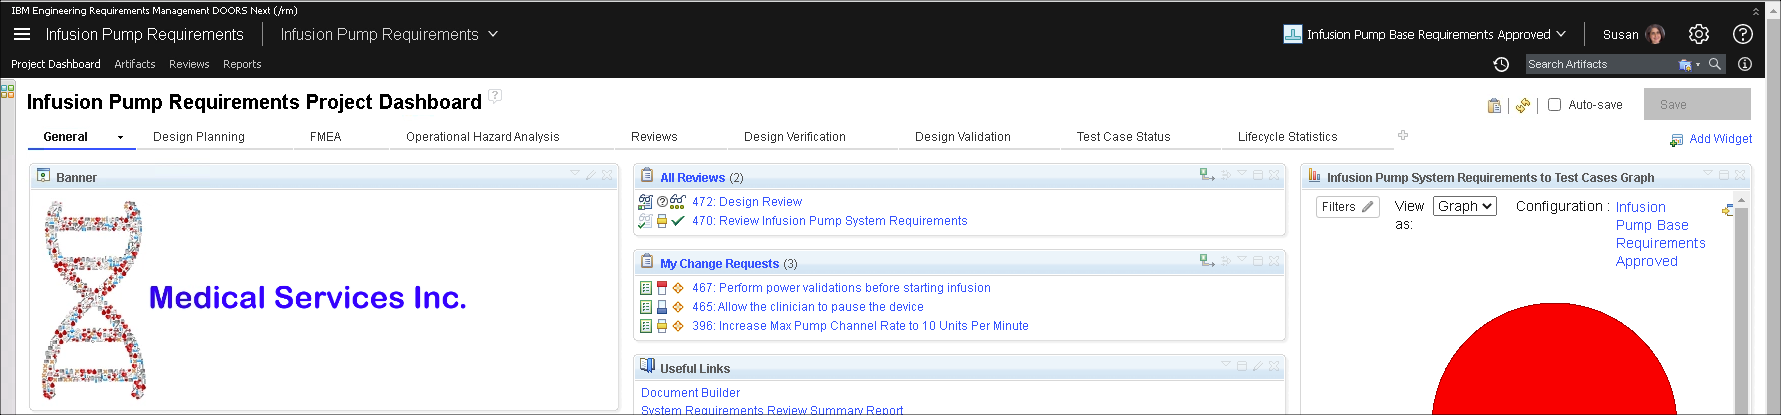 IBM Engineering Requirements Management DOORS Next (/rm)
Infusion Pump Requirements Infusion Pump Requirements Infusion Pump Base Requirements Approved Susan
Project Dashboard Artifacts Reviews Reports Search Artifacts
Infusion Pump Requirements Project Dashboard
Auto-save Save
General Design Planning FMEA Operational Hazard Analysis Reviews Design Verification Design Validation Test Case Status Lifecycle Statistics
Add Widget
Banner
Medical Services Inc.
All Reviews (2)
472: Design Review
470: Review Infusion Pump System Requirements
My Change Requests (3)
467: Perform power validations before starting infusion
465: Allow the clinician to pause the device
396: Increase Max Pump Channel Rate to 10 Units Per Minute
Useful Links
Document Builder
System Requirements Review Summary Report
Infusion Pump System Requirements to Test Cases Graph
Filters View as: Graph Configuration : Infusion
Pump Base
Requirements
Approved